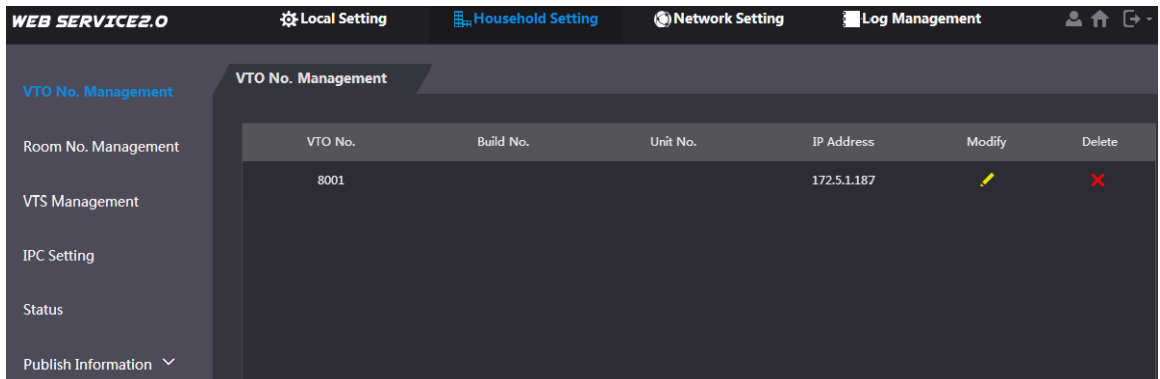 WEB SERVICE2.0 Local Setting Household Setting Network Setting Log Management
VTO No. Management
VTO No. Management
Room No. Management
VTS Management
IPC Setting
Status
Publish Information
VTO No. Build No. Unit No. IP Address Modify Delete
8001 172.5.1.187